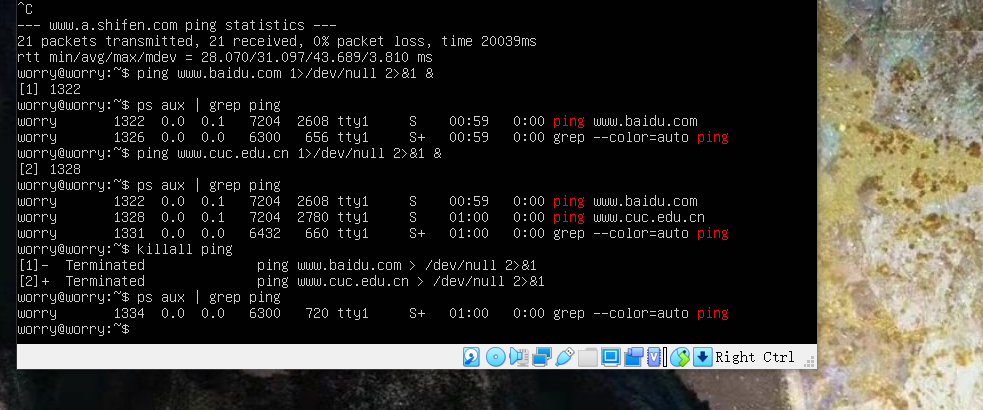 ^C
--- www.a.shifen.com ping statistics ---
21 packets transmitted, 21 received, 0% packet loss, time 20039ms
rtt min/avg/max/mdev = 28.070/31.097/43.689/3.810 ms
worry@worry:~$ ping www.baidu.com 1>/dev/null 2>&1 &
[1] 1322
worry@worry:~$ ps aux | grep ping
worry 1322 0.0 0.1 7204 2608 tty1 S 00:59 0:00 ping www.baidu.com
worry 1326 0.0 0.0 6300 656 tty1 S+ 00:59 0:00 grep --color=auto ping
worry@worry:~$ ping www.cuc.edu.cn 1>/dev/null 2>&1 &
[2] 1328
worry@worry:~$ ps aux | grep ping
worry 1322 0.0 0.1 7204 2608 tty1 S 00:59 0:00 ping www.baidu.com
worry 1328 0.0 0.1 7204 2780 tty1 S 01:00 0:00 ping www.cuc.edu.cn
worry 1331 0.0 0.0 6432 660 tty1 S+ 01:00 0:00 grep --color=auto ping
worry@worry:~$ killall ping
[1]- Terminated ping www.baidu.com > /dev/null 2>&1
[2]+ Terminated ping www.cuc.edu.cn > /dev/null 2>&1
worry@worry:~$ ps aux | grep ping
worry 1334 0.0 0.0 6300 720 tty1 S+ 01:00 0:00 grep --color=auto ping
worry@worry:~$
Right Ctrl